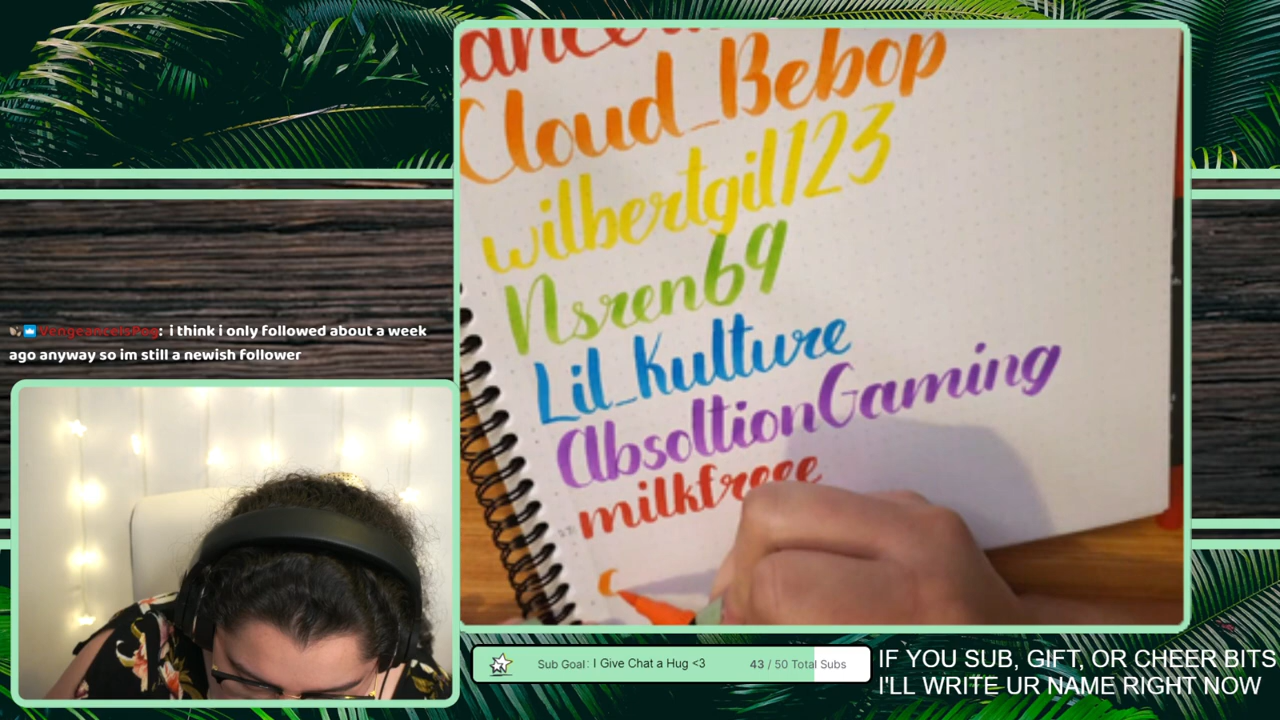 Cloud_Bebop
wilbertgil123
Nsren69
Lil_Kulture
AbsoltionGaming
milkfreee
VengeanceIsPog: i think i only followed about a week
ago anyway so im still a newish follower
Sub Goal: I Give Chat a Hug <3 43 / 50 Total Subs
IF YOU SUB, GIFT, OR CHEER BITS
I'LL WRITE UR NAME RIGHT NOW